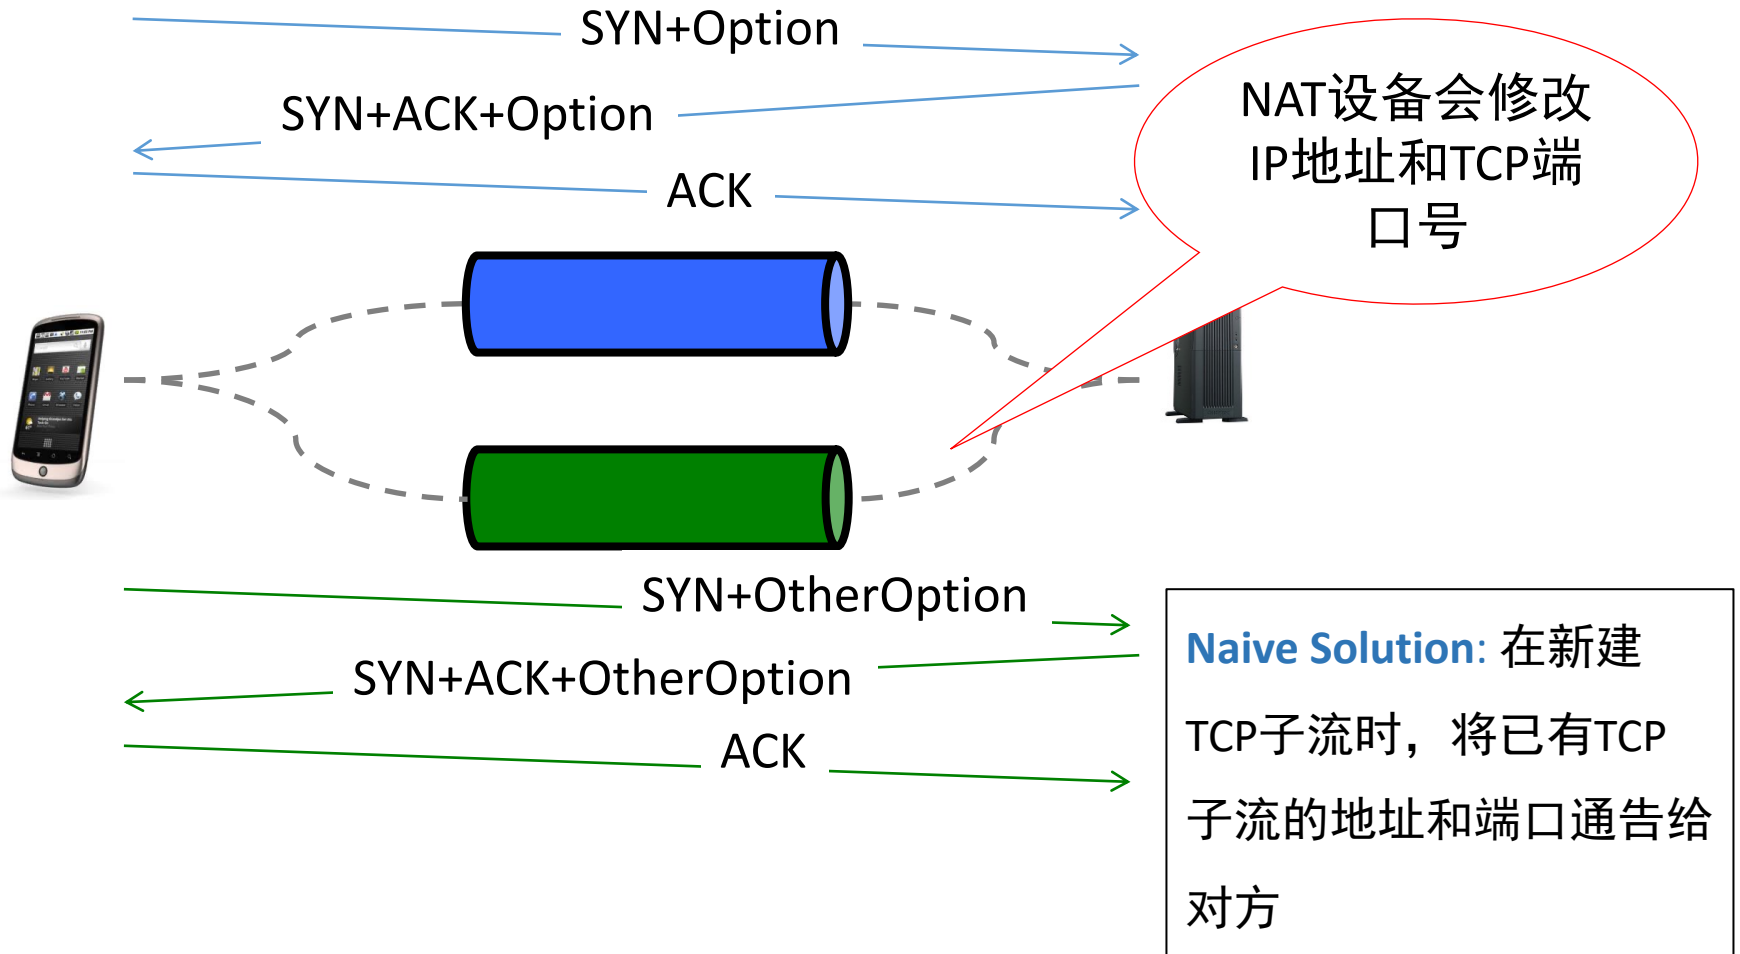 SYN+Option
SYN+ACK+Option
ACK
NAT设备会修改
IP地址和TCP端
口号
SYN+OtherOption
SYN+ACK+OtherOption
ACK
Naive Solution: 在新建
TCP子流时，将已有TCP
子流的地址和端口通告给
对方